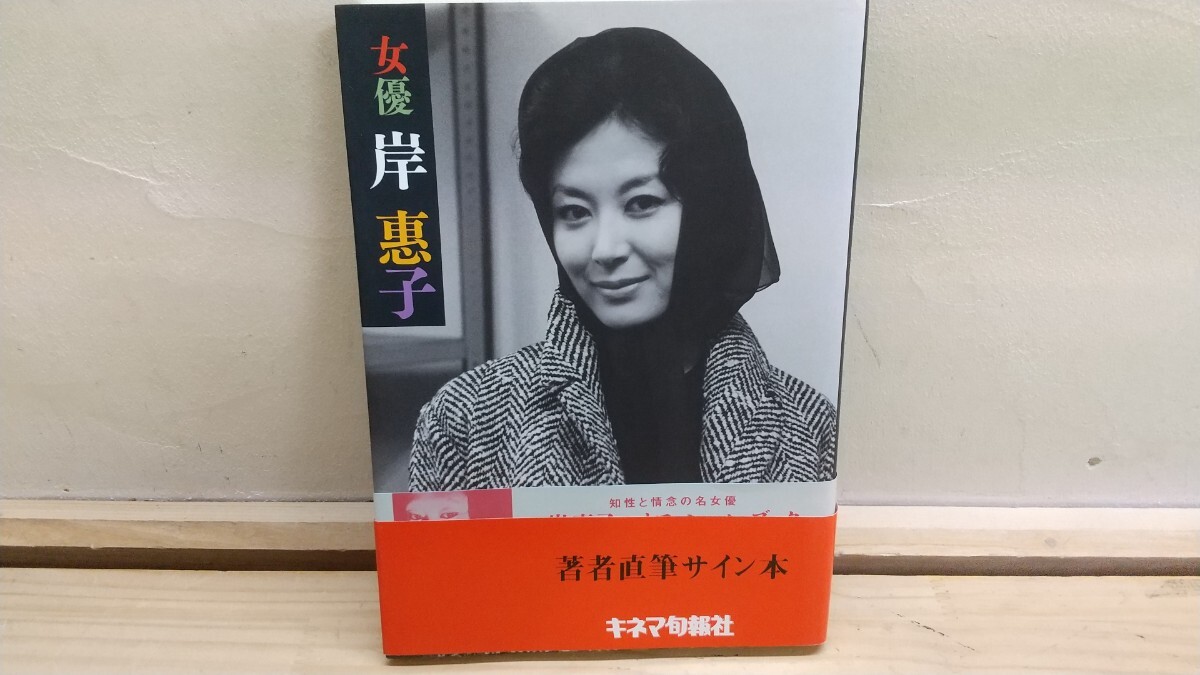 女優 岸 惠子
知性と情念の名女優
著者直筆サイン本
キネマ旬報社